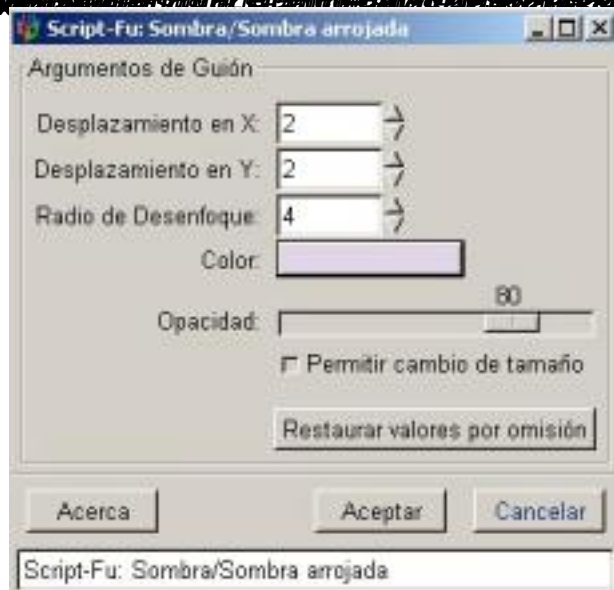 Script-Fu: Sombra/Sombra arrojada
Argumentos de Guión
Desplazamiento en X: 2
Desplazamiento en Y: 2
Radio de Desenfoque: 4
Color:
80
Opacidad:
Permitir cambio de tamaño
Restaurar valores por omisión
Acerca Aceptar Cancelar
Script-Fu: Sombra/Sombra arrojada